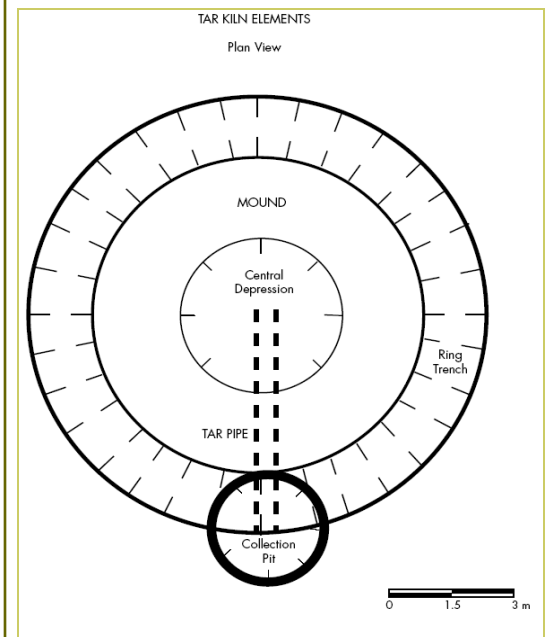 TAR KILN ELEMENTS
Plan View
MOUND
Central
Depression
Ring
Trench
TAR PIPE
Collection
Pit
0 1.5 3 m